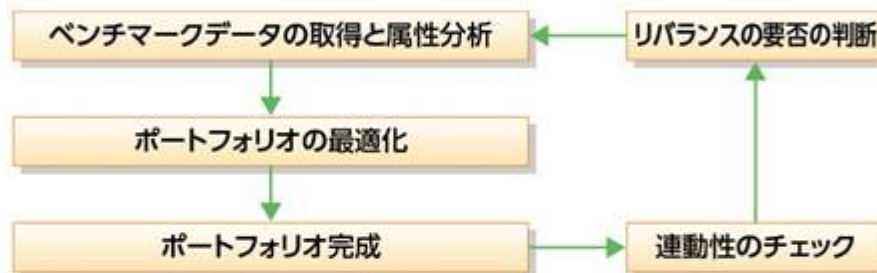 ベンチマークデータの取得と属性分析
リバランスの要否の判断
ポートフォリオの最適化
ポートフォリオ完成
連動性のチェック